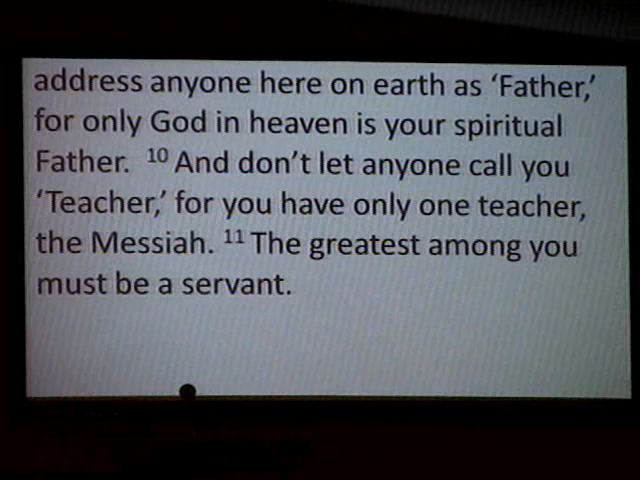 address anyone here on earth as ‘Father,’
for only God in heaven is your spiritual
Father. ¹⁰ And don’t let anyone call you
‘Teacher,’ for you have only one teacher,
the Messiah. ¹¹ The greatest among you
must be a servant.